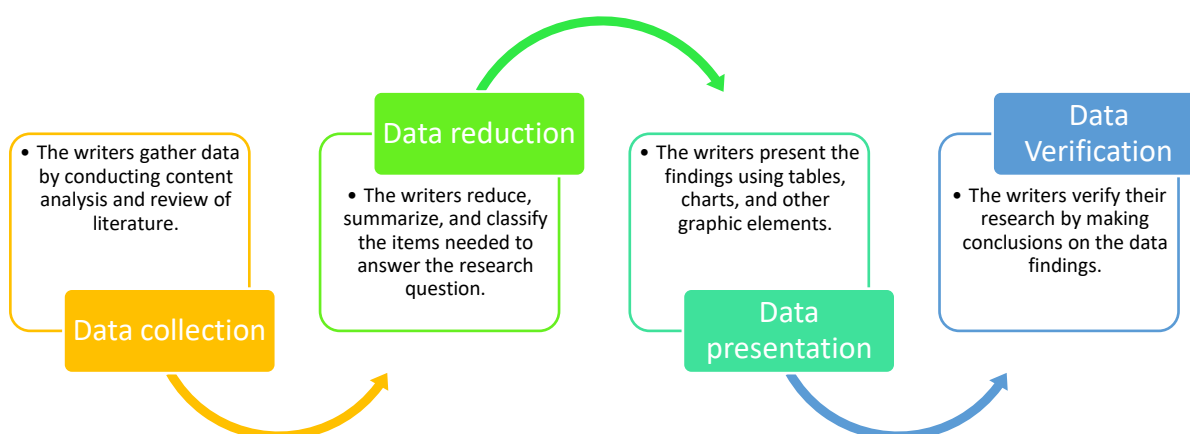 • The writers gather data
by conducting content
analysis and review of
literature.
Data collection
Data reduction
• The writers reduce,
summarize, and classify
the items needed to
answer the research
question.
• The writers present the
findings using tables,
charts, and other
graphic elements.
Data
presentation
Data
Verification
• The writers verify their
research by making
conclusions on the data
findings.